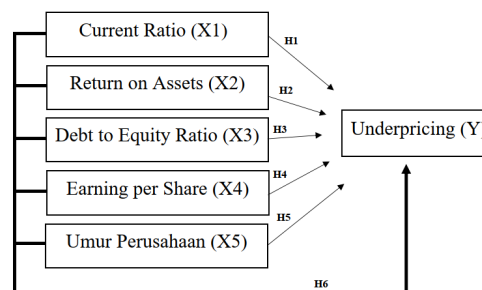 Current Ratio (X1)
H1
Return on Assets (X2)
H2
Debt to Equity Ratio (X3)
H3
Underpricing (Y)
Earning per Share (X4)
H4
H5
Umur Perusahaan (X5)
H6